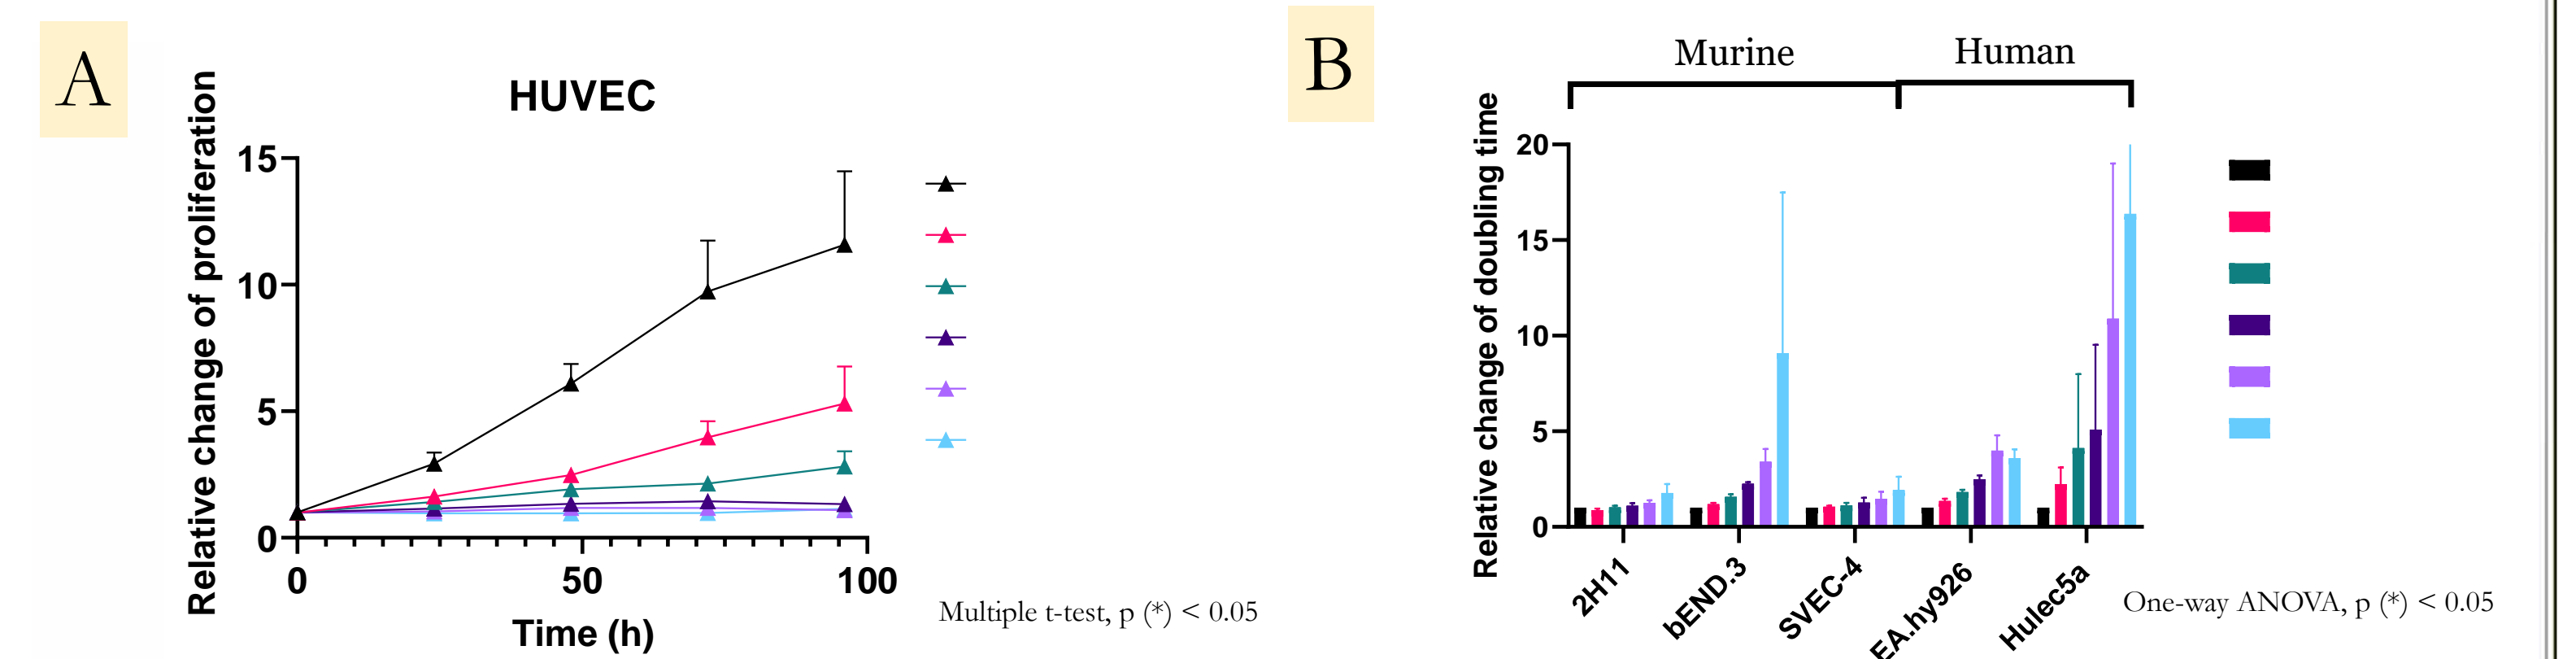 A
HUVEC
Relative change of proliferation
15
10
5
0
0 50 100
Time (h)
Multiple t-test, p (*) < 0.05
B
Murine Human
Relative change of doubling time
20
15
10
5
0
2H11 bEND.3 SVEC-4 EA.hy926 Hulec5a
One-way ANOVA, p (*) < 0.05